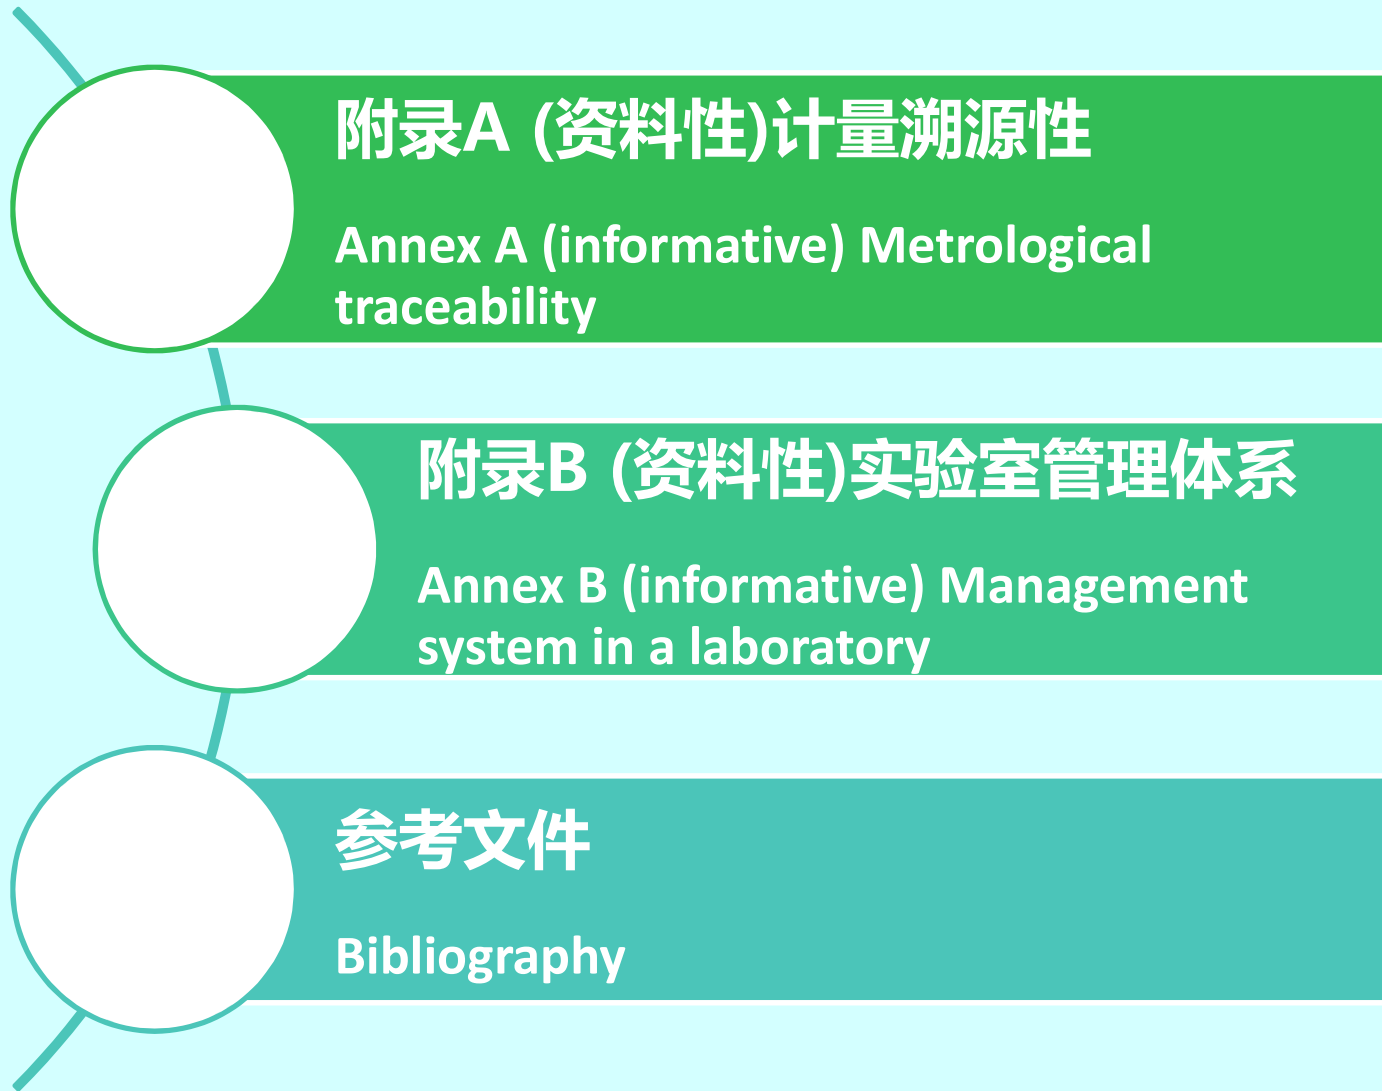 附录A (资料性)计量溯源性
Annex A (informative) Metrological
traceability
附录B (资料性)实验室管理体系
Annex B (informative) Management
system in a laboratory
参考文件
Bibliography